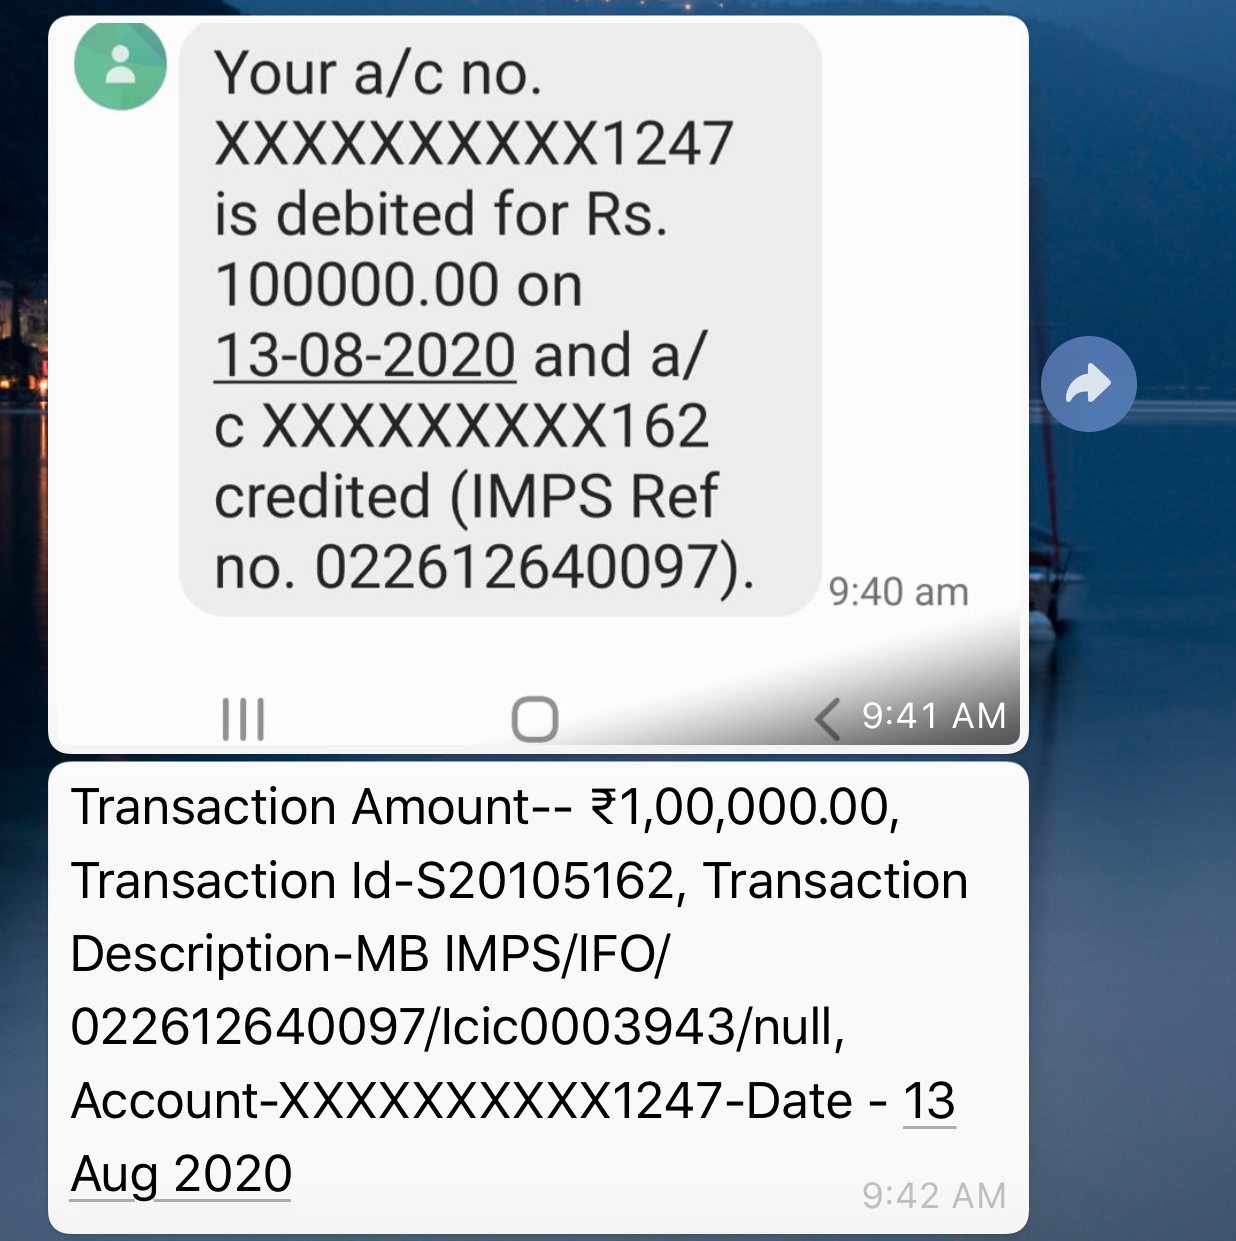 Your a/c no.
XXXXXXXXXX1247
is debited for Rs.
100000.00 on
13-08-2020 and a/
c XXXXXXXXX162
credited (IMPS Ref
no. 022612640097).
9:40 am
9:41 AM
Transaction Amount-- ₹1,00,000.00,
Transaction Id-S20105162, Transaction
Description-MB IMPS/IFO/
022612640097/Icic0003943/null,
Account-XXXXXXXXXX1247-Date - 13
Aug 2020
9:42 AM